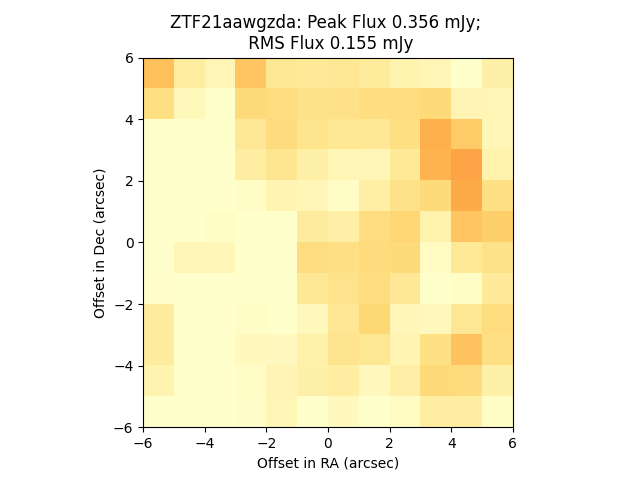 ZTF21aawgzda: Peak Flux 0.356 mJy;
RMS Flux 0.155 mJy
6
4
2
0
−2
−4
−6
Offset in Dec (arcsec)
−6 −4 −2 0 2 4 6
Offset in RA (arcsec)